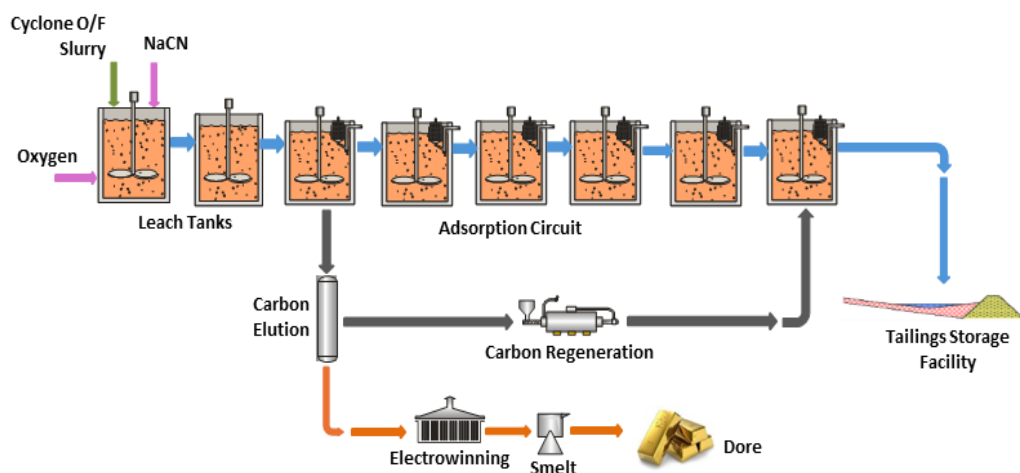 Cyclone O/F
Slurry
NaCN
Oxygen
Leach Tanks
Adsorption Circuit
Carbon
Elution
Carbon Regeneration
Tailings Storage
Facility
Electrowinning
Smelt
Dore